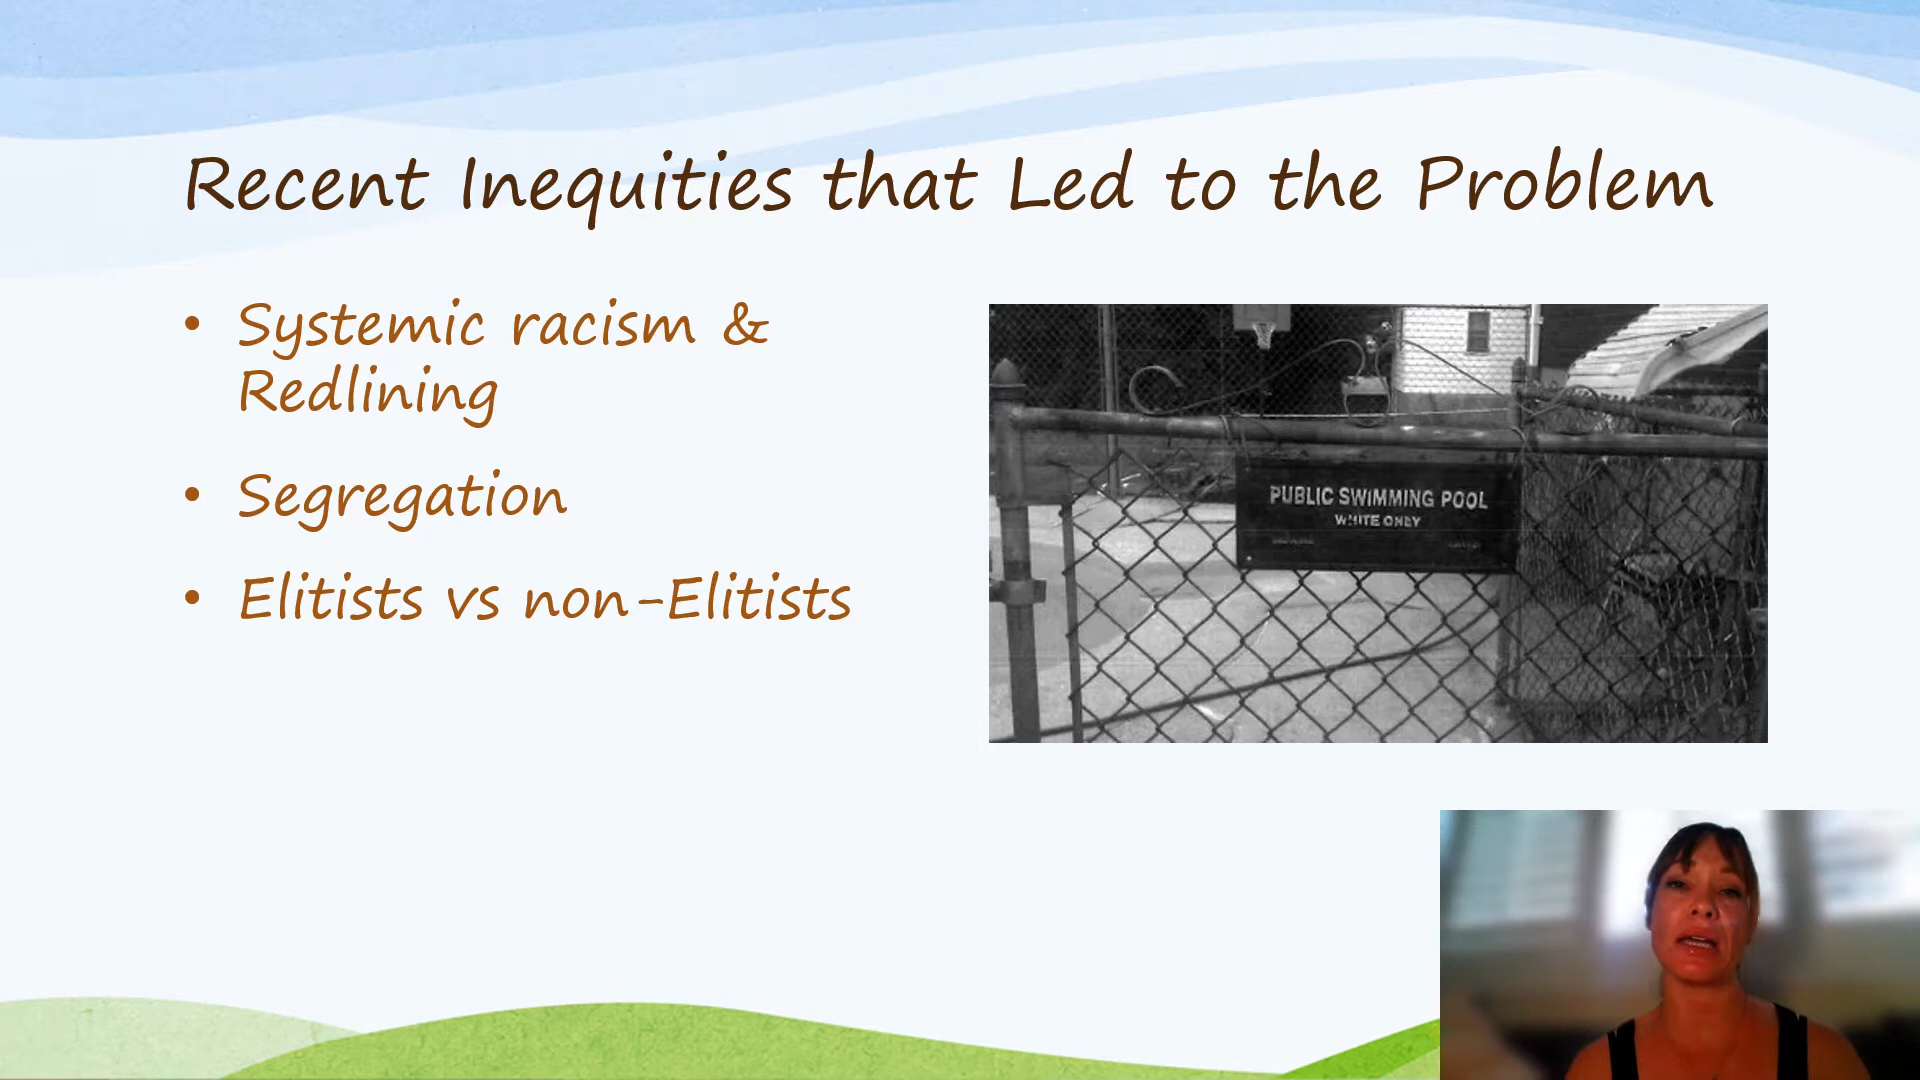 Recent Inequities that Led to the Problem
• Systemic racism &
Redlining
• Segregation
• Elitists vs non-Elitists
PUBLIC SWIMMING POOL
WHITE ONLY